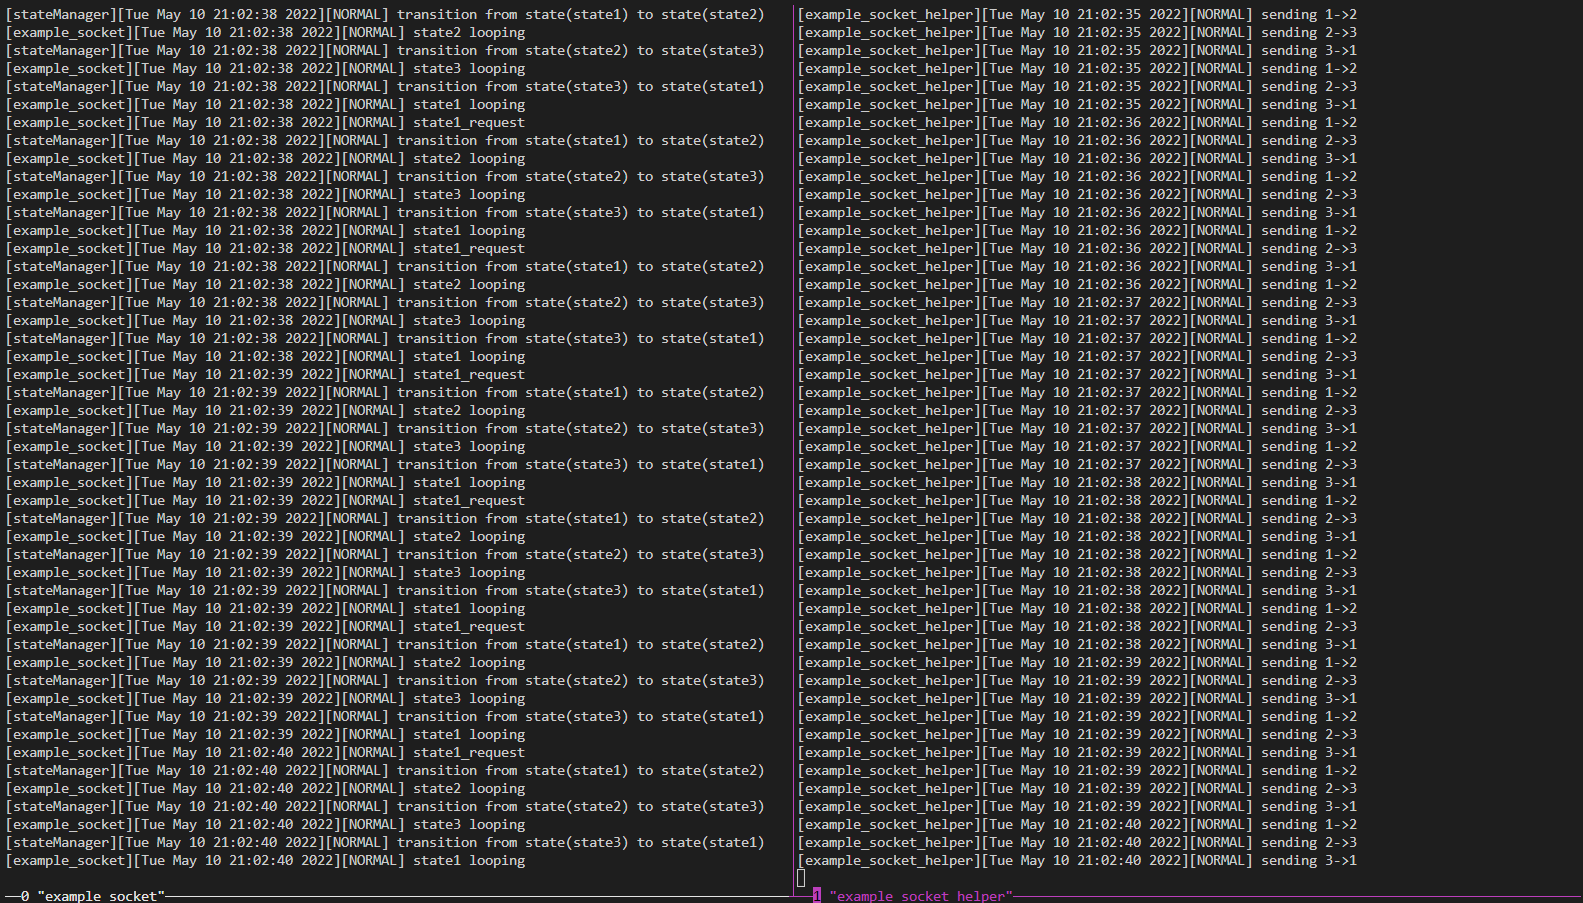 [stateManager][Tue May 10 21:02:38 2022][NORMAL] transition from state(state1) to state(state2)
[example_socket][Tue May 10 21:02:38 2022][NORMAL] state2 looping
[stateManager][Tue May 10 21:02:38 2022][NORMAL] transition from state(state2) to state(state3)
[example_socket][Tue May 10 21:02:38 2022][NORMAL] state3 looping
[stateManager][Tue May 10 21:02:38 2022][NORMAL] transition from state(state3) to state(state1)
[example_socket][Tue May 10 21:02:38 2022][NORMAL] state1 looping
[example_socket][Tue May 10 21:02:38 2022][NORMAL] state1_request
[stateManager][Tue May 10 21:02:38 2022][NORMAL] transition from state(state1) to state(state2)
[example_socket][Tue May 10 21:02:38 2022][NORMAL] state2 looping
[stateManager][Tue May 10 21:02:38 2022][NORMAL] transition from state(state2) to state(state3)
[example_socket][Tue May 10 21:02:38 2022][NORMAL] state3 looping
[stateManager][Tue May 10 21:02:38 2022][NORMAL] transition from state(state3) to state(state1)
[example_socket][Tue May 10 21:02:38 2022][NORMAL] state1 looping
[example_socket][Tue May 10 21:02:38 2022][NORMAL] state1_request
[stateManager][Tue May 10 21:02:38 2022][NORMAL] transition from state(state1) to state(state2)
[example_socket][Tue May 10 21:02:38 2022][NORMAL] state2 looping
[stateManager][Tue May 10 21:02:38 2022][NORMAL] transition from state(state2) to state(state3)
[example_socket][Tue May 10 21:02:38 2022][NORMAL] state3 looping
[stateManager][Tue May 10 21:02:38 2022][NORMAL] transition from state(state3) to state(state1)
[example_socket][Tue May 10 21:02:38 2022][NORMAL] state1 looping
[example_socket][Tue May 10 21:02:39 2022][NORMAL] state1_request
[stateManager][Tue May 10 21:02:39 2022][NORMAL] transition from state(state1) to state(state2)
[example_socket][Tue May 10 21:02:39 2022][NORMAL] state2 looping
[stateManager][Tue May 10 21:02:39 2022][NORMAL] transition from state(state2) to state(state3)
[example_socket][Tue May 10 21:02:39 2022][NORMAL] state3 looping
[stateManager][Tue May 10 21:02:39 2022][NORMAL] transition from state(state3) to state(state1)
[example_socket][Tue May 10 21:02:39 2022][NORMAL] state1 looping
[example_socket][Tue May 10 21:02:39 2022][NORMAL] state1_request
[stateManager][Tue May 10 21:02:39 2022][NORMAL] transition from state(state1) to state(state2)
[example_socket][Tue May 10 21:02:39 2022][NORMAL] state2 looping
[stateManager][Tue May 10 21:02:39 2022][NORMAL] transition from state(state2) to state(state3)
[example_socket][Tue May 10 21:02:39 2022][NORMAL] state3 looping
[stateManager][Tue May 10 21:02:39 2022][NORMAL] transition from state(state3) to state(state1)
[example_socket][Tue May 10 21:02:39 2022][NORMAL] state1 looping
[example_socket][Tue May 10 21:02:39 2022][NORMAL] state1_request
[stateManager][Tue May 10 21:02:39 2022][NORMAL] transition from state(state1) to state(state2)
[example_socket][Tue May 10 21:02:39 2022][NORMAL] state2 looping
[stateManager][Tue May 10 21:02:39 2022][NORMAL] transition from state(state2) to state(state3)
[example_socket][Tue May 10 21:02:39 2022][NORMAL] state3 looping
[stateManager][Tue May 10 21:02:39 2022][NORMAL] transition from state(state3) to state(state1)
[example_socket][Tue May 10 21:02:39 2022][NORMAL] state1 looping
[example_socket][Tue May 10 21:02:40 2022][NORMAL] state1_request
[stateManager][Tue May 10 21:02:40 2022][NORMAL] transition from state(state1) to state(state2)
[example_socket][Tue May 10 21:02:40 2022][NORMAL] state2 looping
[stateManager][Tue May 10 21:02:40 2022][NORMAL] transition from state(state2) to state(state3)
[example_socket][Tue May 10 21:02:40 2022][NORMAL] state3 looping
[stateManager][Tue May 10 21:02:40 2022][NORMAL] transition from state(state3) to state(state1)
[example_socket][Tue May 10 21:02:40 2022][NORMAL] state1 looping
0 "example socket"
[example_socket_helper][Tue May 10 21:02:35 2022][NORMAL] sending 1->2
[example_socket_helper][Tue May 10 21:02:35 2022][NORMAL] sending 2->3
[example_socket_helper][Tue May 10 21:02:35 2022][NORMAL] sending 3->1
[example_socket_helper][Tue May 10 21:02:35 2022][NORMAL] sending 1->2
[example_socket_helper][Tue May 10 21:02:35 2022][NORMAL] sending 2->3
[example_socket_helper][Tue May 10 21:02:35 2022][NORMAL] sending 3->1
[example_socket_helper][Tue May 10 21:02:36 2022][NORMAL] sending 1->2
[example_socket_helper][Tue May 10 21:02:36 2022][NORMAL] sending 2->3
[example_socket_helper][Tue May 10 21:02:36 2022][NORMAL] sending 3->1
[example_socket_helper][Tue May 10 21:02:36 2022][NORMAL] sending 1->2
[example_socket_helper][Tue May 10 21:02:36 2022][NORMAL] sending 2->3
[example_socket_helper][Tue May 10 21:02:36 2022][NORMAL] sending 3->1
[example_socket_helper][Tue May 10 21:02:36 2022][NORMAL] sending 1->2
[example_socket_helper][Tue May 10 21:02:36 2022][NORMAL] sending 2->3
[example_socket_helper][Tue May 10 21:02:36 2022][NORMAL] sending 3->1
[example_socket_helper][Tue May 10 21:02:36 2022][NORMAL] sending 1->2
[example_socket_helper][Tue May 10 21:02:37 2022][NORMAL] sending 2->3
[example_socket_helper][Tue May 10 21:02:37 2022][NORMAL] sending 3->1
[example_socket_helper][Tue May 10 21:02:37 2022][NORMAL] sending 1->2
[example_socket_helper][Tue May 10 21:02:37 2022][NORMAL] sending 2->3
[example_socket_helper][Tue May 10 21:02:37 2022][NORMAL] sending 3->1
[example_socket_helper][Tue May 10 21:02:37 2022][NORMAL] sending 1->2
[example_socket_helper][Tue May 10 21:02:37 2022][NORMAL] sending 2->3
[example_socket_helper][Tue May 10 21:02:37 2022][NORMAL] sending 3->1
[example_socket_helper][Tue May 10 21:02:37 2022][NORMAL] sending 1->2
[example_socket_helper][Tue May 10 21:02:37 2022][NORMAL] sending 2->3
[example_socket_helper][Tue May 10 21:02:38 2022][NORMAL] sending 3->1
[example_socket_helper][Tue May 10 21:02:38 2022][NORMAL] sending 1->2
[example_socket_helper][Tue May 10 21:02:38 2022][NORMAL] sending 2->3
[example_socket_helper][Tue May 10 21:02:38 2022][NORMAL] sending 3->1
[example_socket_helper][Tue May 10 21:02:38 2022][NORMAL] sending 1->2
[example_socket_helper][Tue May 10 21:02:38 2022][NORMAL] sending 2->3
[example_socket_helper][Tue May 10 21:02:38 2022][NORMAL] sending 3->1
[example_socket_helper][Tue May 10 21:02:38 2022][NORMAL] sending 1->2
[example_socket_helper][Tue May 10 21:02:38 2022][NORMAL] sending 2->3
[example_socket_helper][Tue May 10 21:02:38 2022][NORMAL] sending 3->1
[example_socket_helper][Tue May 10 21:02:39 2022][NORMAL] sending 1->2
[example_socket_helper][Tue May 10 21:02:39 2022][NORMAL] sending 2->3
[example_socket_helper][Tue May 10 21:02:39 2022][NORMAL] sending 3->1
[example_socket_helper][Tue May 10 21:02:39 2022][NORMAL] sending 1->2
[example_socket_helper][Tue May 10 21:02:39 2022][NORMAL] sending 2->3
[example_socket_helper][Tue May 10 21:02:39 2022][NORMAL] sending 3->1
[example_socket_helper][Tue May 10 21:02:39 2022][NORMAL] sending 1->2
[example_socket_helper][Tue May 10 21:02:39 2022][NORMAL] sending 2->3
[example_socket_helper][Tue May 10 21:02:39 2022][NORMAL] sending 3->1
[example_socket_helper][Tue May 10 21:02:40 2022][NORMAL] sending 1->2
[example_socket_helper][Tue May 10 21:02:40 2022][NORMAL] sending 2->3
[example_socket_helper][Tue May 10 21:02:40 2022][NORMAL] sending 3->1
1 "example socket helper"